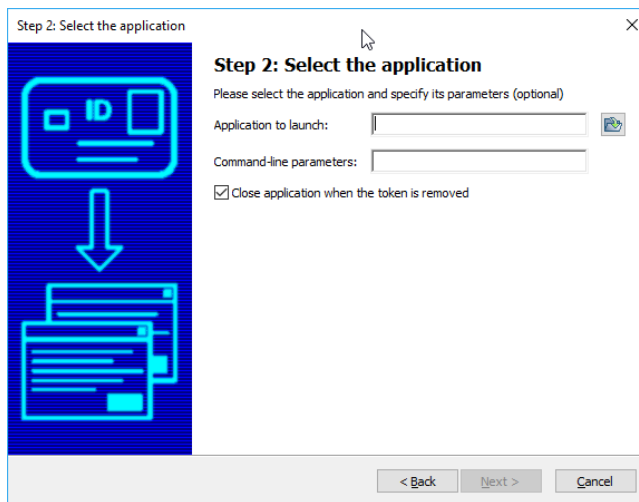 Step 2: Select the application
Step 2: Select the application
Please select the application and specify its parameters (optional)
Application to launch:
Command-line parameters:
Close application when the token is removed
ID
< Back
Next >
Cancel